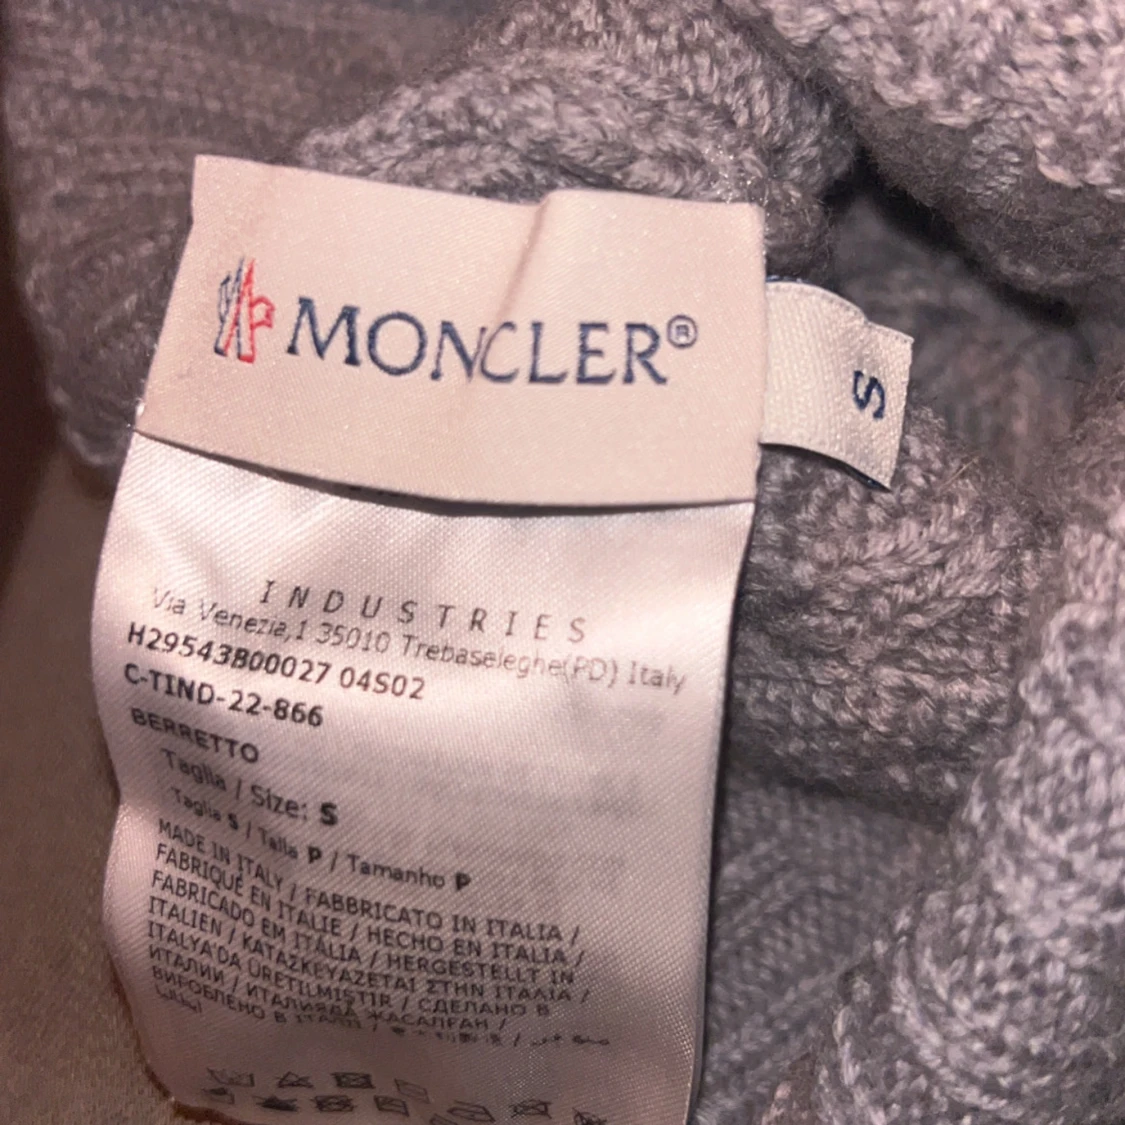 MONCLER®
S
INDUSTRIES
Via Venezia,1 35010 Trebaseleghe(PD) Italy
H29543B00027 04S02
C-TIND-22-866
BERRETTO
Taglia / Size: S
Taglia S / Talla P / Tamanho P
MADE IN ITALY / FABBRICATO IN ITALIA /
FABRIQUÉ EN ITALIE / HECHO EN ITALIA /
FABRICADO EM ITÁLIA / HERGESTELLT IN
ITALIEN / ΚΑΤΑΣΚΕΥΑΖΕΤΑΙ ΣΤΗΝ ΙΤΑΛΙΑ /
ITALYA'DA ÜRETILMIŞTIR / СДЕЛАНО В
ИТАЛИИ / ИТАЛИЯДА ЖАСАЛҒАН /
ВИРОБЛЕНО В ІТАЛІЇ /